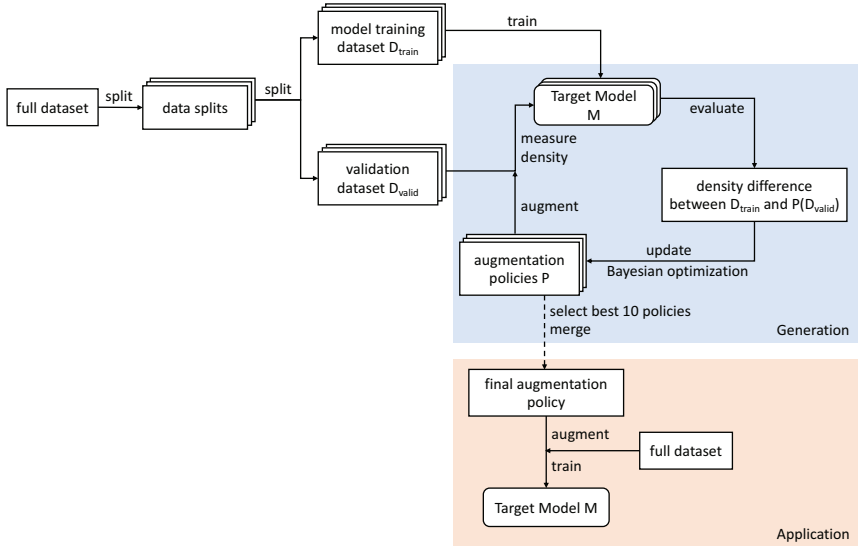 full dataset
split
data splits
split
model training
dataset D_train
train
validation
dataset D_valid
Target Model
M
measure
density
augment
evaluate
density difference
between D_train and P(D_valid)
update
Bayesian optimization
augmentation
policies P
select best 10 policies
merge
Generation
final augmentation
policy
augment
full dataset
train
Target Model M
Application